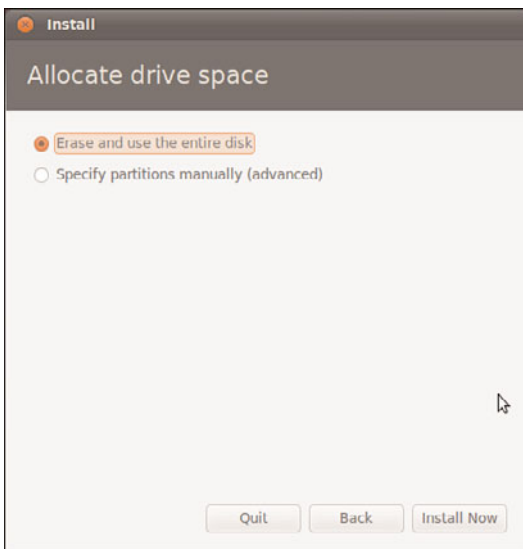 Install
Allocate drive space
Erase and use the entire disk
Specify partitions manually (advanced)
Quit Back Install Now